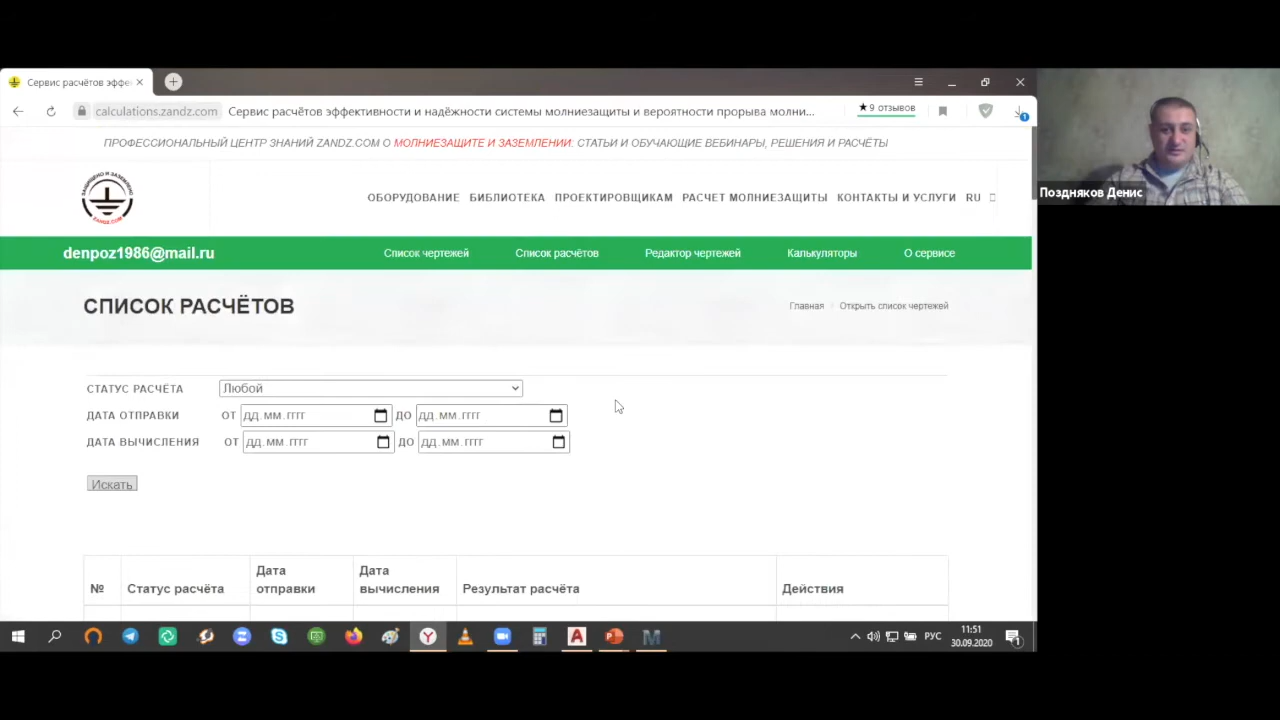 Сервис расчётов эффе
calculations.zandz.com Сервис расчётов эффективности и надёжности системы молниезащиты и вероятности прорыва молни... ★ 9 отзывов
ПРОФЕССИОНАЛЬНЫЙ ЦЕНТР ЗНАНИЙ ZANDZ.COM О МОЛНИЕЗАЩИТЕ И ЗАЗЕМЛЕНИИ: СТАТЬИ И ОБУЧАЮЩИЕ ВЕБИНАРЫ, РЕШЕНИЯ И РАСЧЁТЫ
Поздняков Денис
ЗАЩИЩЕНО И ЗАЗЕМЛЕНО
ZANDZ.COM
ОБОРУДОВАНИЕ БИБЛИОТЕКА ПРОЕКТИРОВЩИКАМ РАСЧЕТ МОЛНИЕЗАЩИТЫ КОНТАКТЫ И УСЛУГИ RU
denpoz1986@mail.ru Список чертежей Список расчётов Редактор чертежей Калькуляторы О сервисе
СПИСОК РАСЧЁТОВ Главная Открыть список чертежей
СТАТУС РАСЧЁТА Любой
ДАТА ОТПРАВКИ ОТ ДД.ММ.ГГГГ ДО ДД.ММ.ГГГГ
ДАТА ВЫЧИСЛЕНИЯ ОТ ДД.ММ.ГГГГ ДО ДД.ММ.ГГГГ
Искать
№ Статус расчёта Дата отправки Дата вычисления Результат расчёта Действия
РУС 11:51
30.09.2020